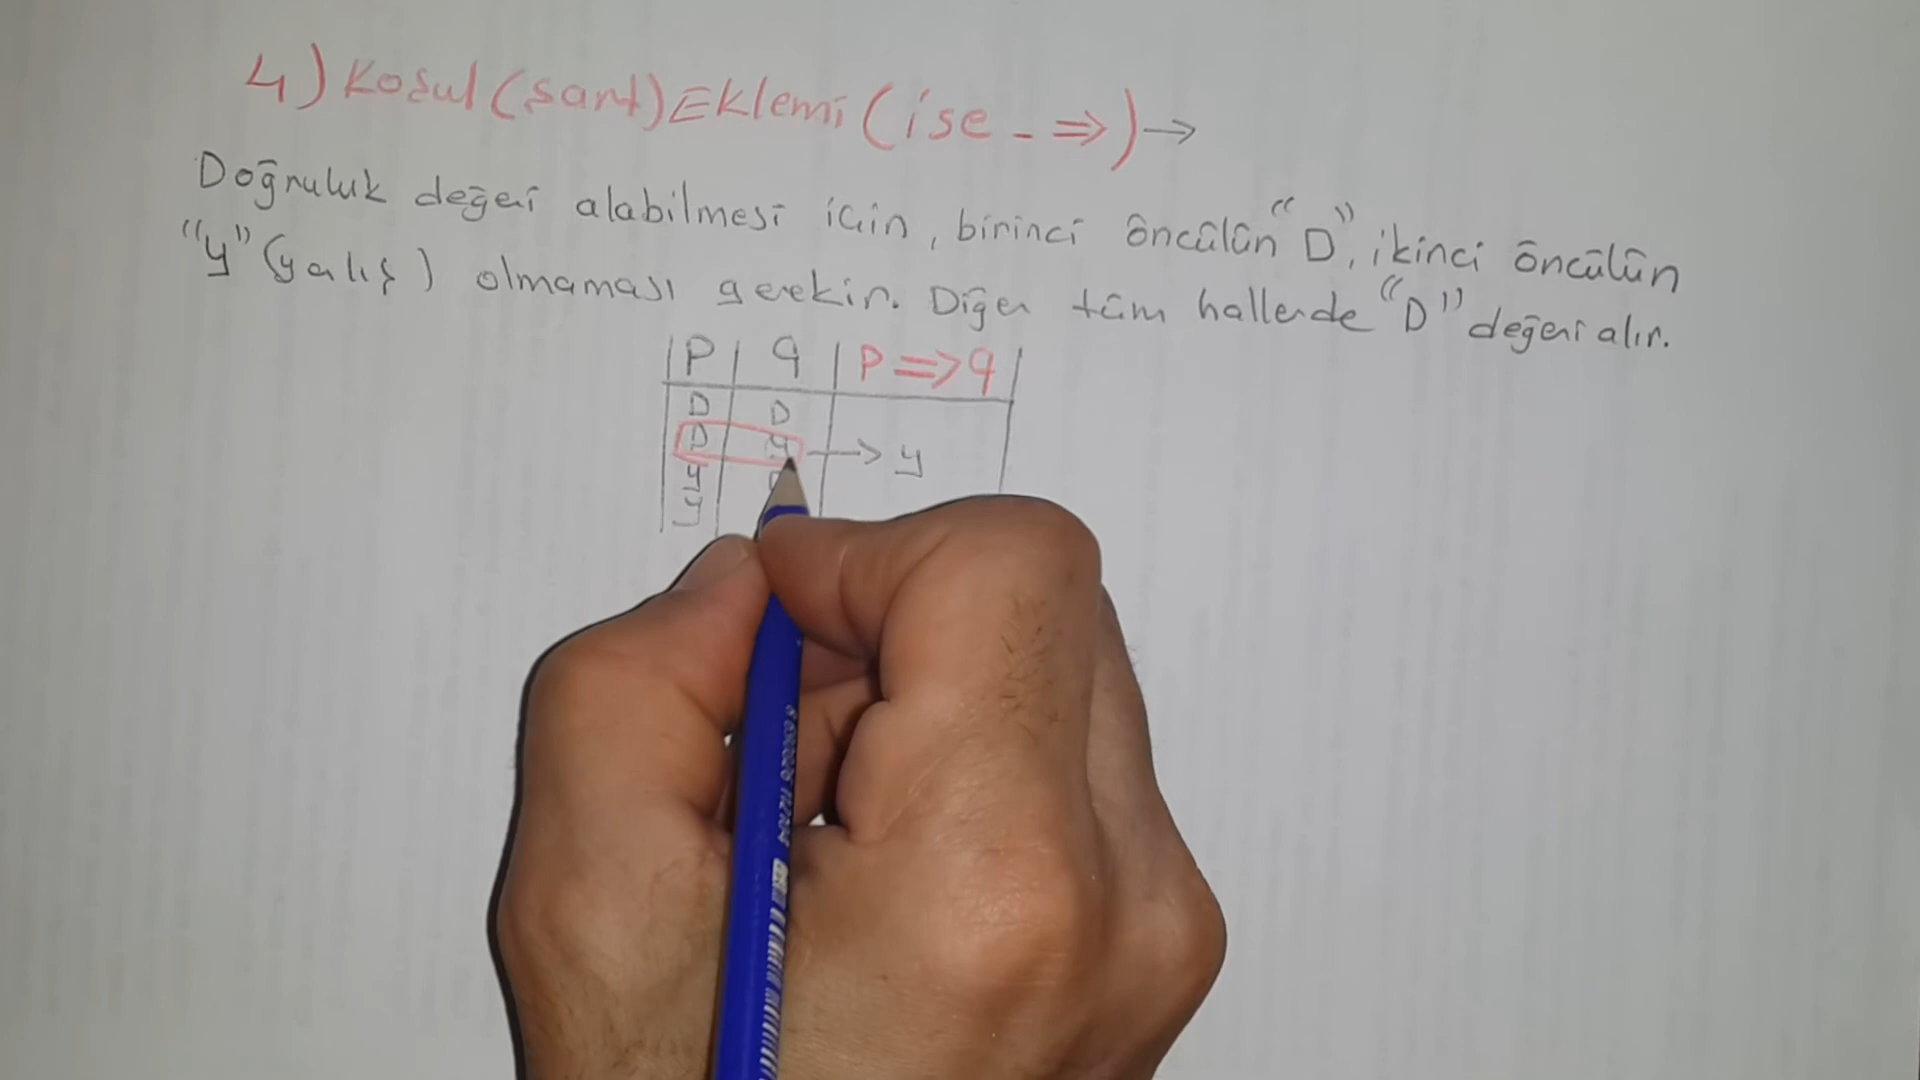 4) Koşul (şart) Eklemi (ise - ⇒) →
Doğruluk değeri alabilmesi için, birinci öncülün "D", ikinci öncülün
"y" (yalış) olmaması gerekir. Diğer tüm hallerde "D" değeri alır.
P | q | P ⇒ q
D D
D y → y
y
y